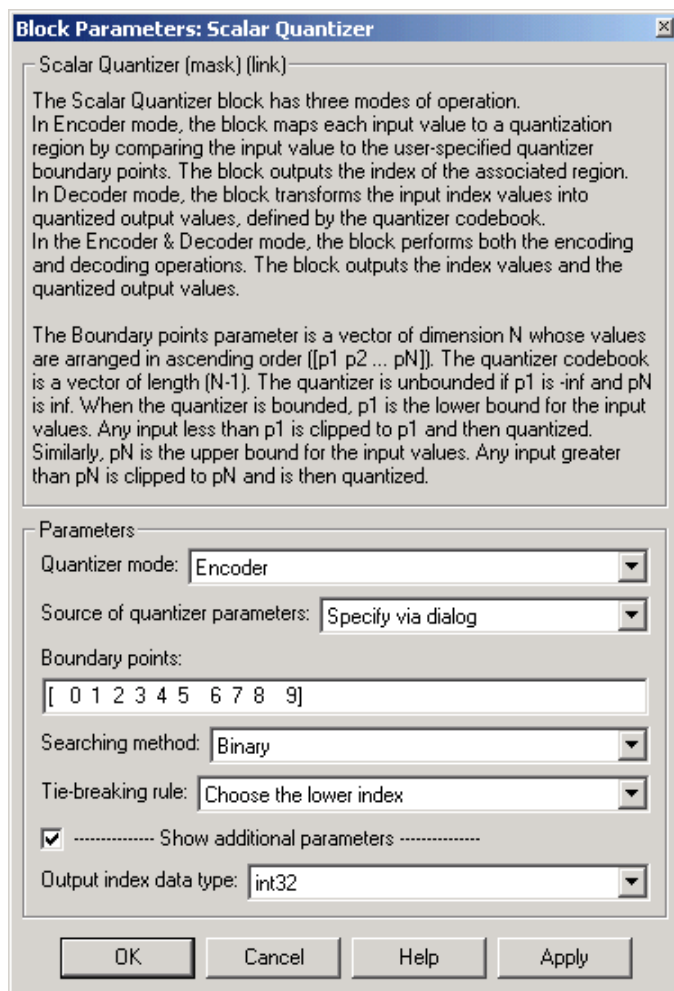 Block Parameters: Scalar Quantizer
Scalar Quantizer (mask) (link)
The Scalar Quantizer block has three modes of operation.
In Encoder mode, the block maps each input value to a quantization
region by comparing the input value to the user-specified quantizer
boundary points. The block outputs the index of the associated region.
In Decoder mode, the block transforms the input index values into
quantized output values, defined by the quantizer codebook.
In the Encoder & Decoder mode, the block performs both the encoding
and decoding operations. The block outputs the index values and the
quantized output values.
The Boundary points parameter is a vector of dimension N whose values
are arranged in ascending order ([p1 p2 ... pN]). The quantizer codebook
is a vector of length (N-1). The quantizer is unbounded if p1 is -inf and pN
is inf. When the quantizer is bounded, p1 is the lower bound for the input
values. Any input less than p1 is clipped to p1 and then quantized.
Similarly, pN is the upper bound for the input values. Any input greater
than pN is clipped to pN and is then quantized.
Parameters
Quantizer mode: Encoder
Source of quantizer parameters: Specify via dialog
Boundary points:
[ 0 1 2 3 4 5 6 7 8 9]
Searching method: Binary
Tie-breaking rule: Choose the lower index
-------------- Show additional parameters --------------
Output index data type: int32
OK Cancel Help Apply